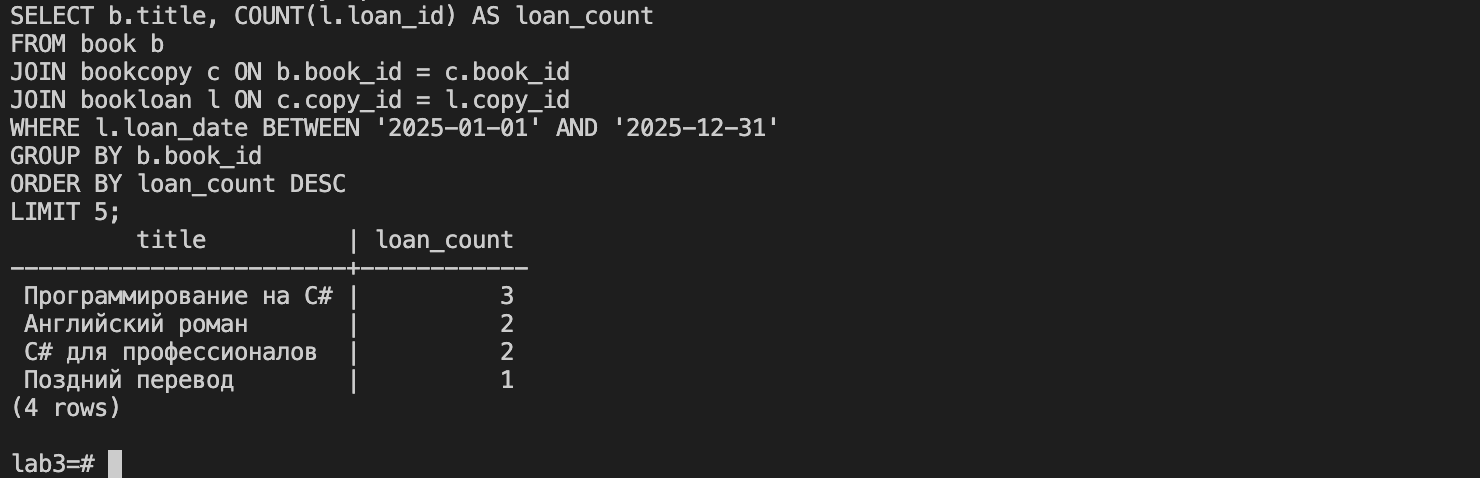 SELECT b.title, COUNT(l.loan_id) AS loan_count
FROM book b
JOIN bookcopy c ON b.book_id = c.book_id
JOIN bookloan l ON c.copy_id = l.copy_id
WHERE l.loan_date BETWEEN '2025-01-01' AND '2025-12-31'
GROUP BY b.book_id
ORDER BY loan_count DESC
LIMIT 5;
         title          | loan_count
------------------------+------------
 Программирование на C# |          3
 Английский роман       |          2
 C# для профессионалов  |          2
 Поздний перевод        |          1
(4 rows)
lab3=#